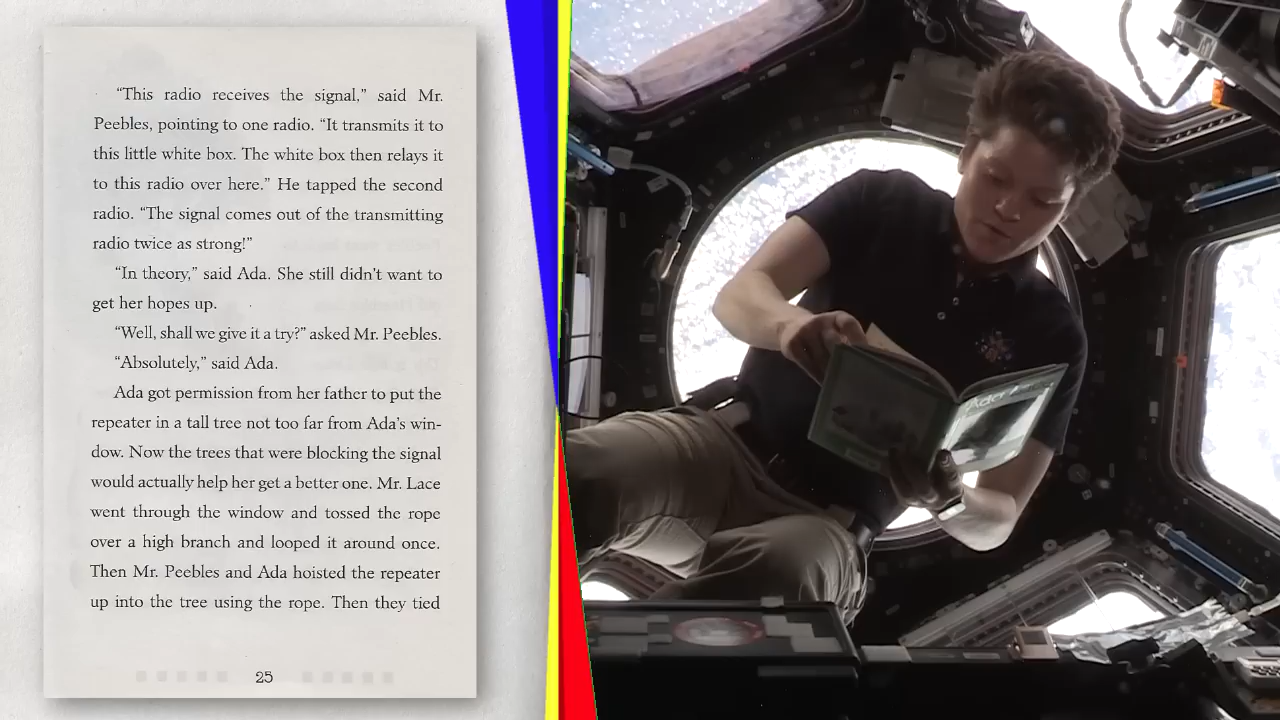 “This radio receives the signal,” said Mr.
Peebles, pointing to one radio. “It transmits it to
this little white box. The white box then relays it
to this radio over here.” He tapped the second
radio. “The signal comes out of the transmitting
radio twice as strong!”
“In theory,” said Ada. She still didn’t want to
get her hopes up.
“Well, shall we give it a try?” asked Mr. Peebles.
“Absolutely,” said Ada.
Ada got permission from her father to put the
repeater in a tall tree not too far from Ada’s win-
dow. Now the trees that were blocking the signal
would actually help her get a better one. Mr. Lace
went through the window and tossed the rope
over a high branch and looped it around once.
Then Mr. Peebles and Ada hoisted the repeater
up into the tree using the rope. Then they tied
25